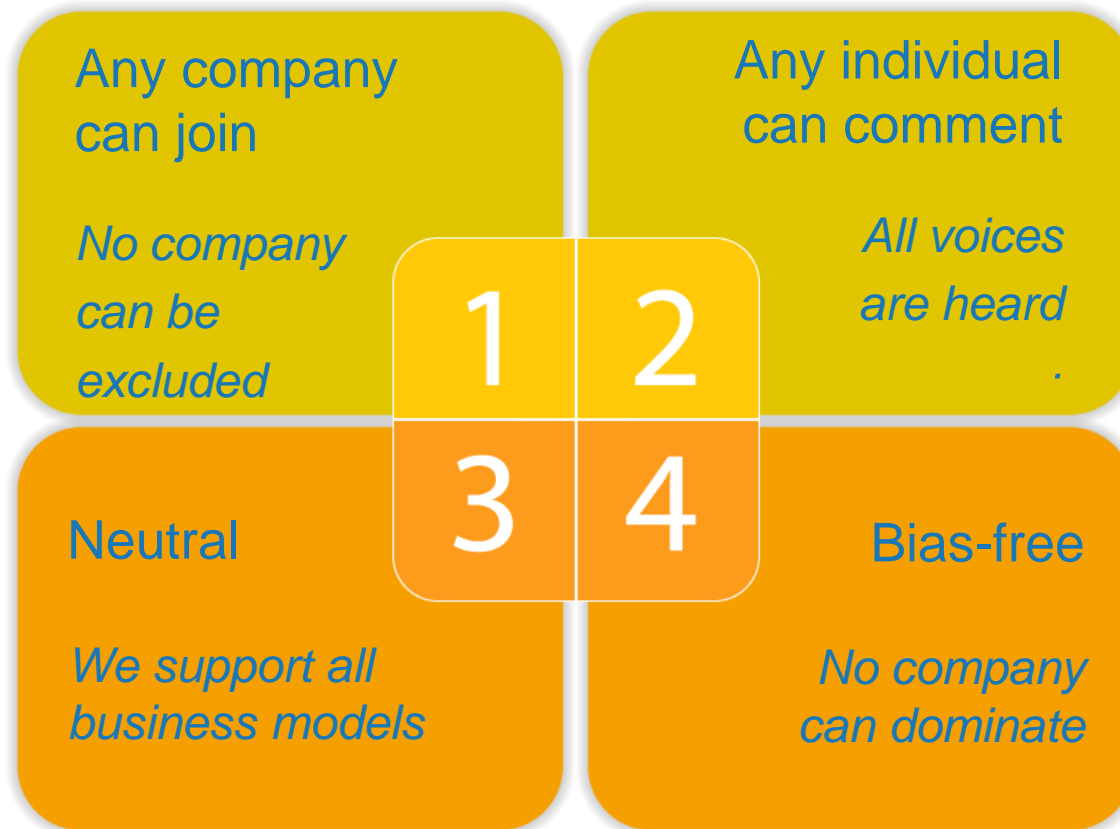 Any company
can join
No company
can be
excluded
1
Any individual
can comment
All voices
are heard
.
2
3
Neutral
We support all
business models
4
Bias-free
No company
can dominate